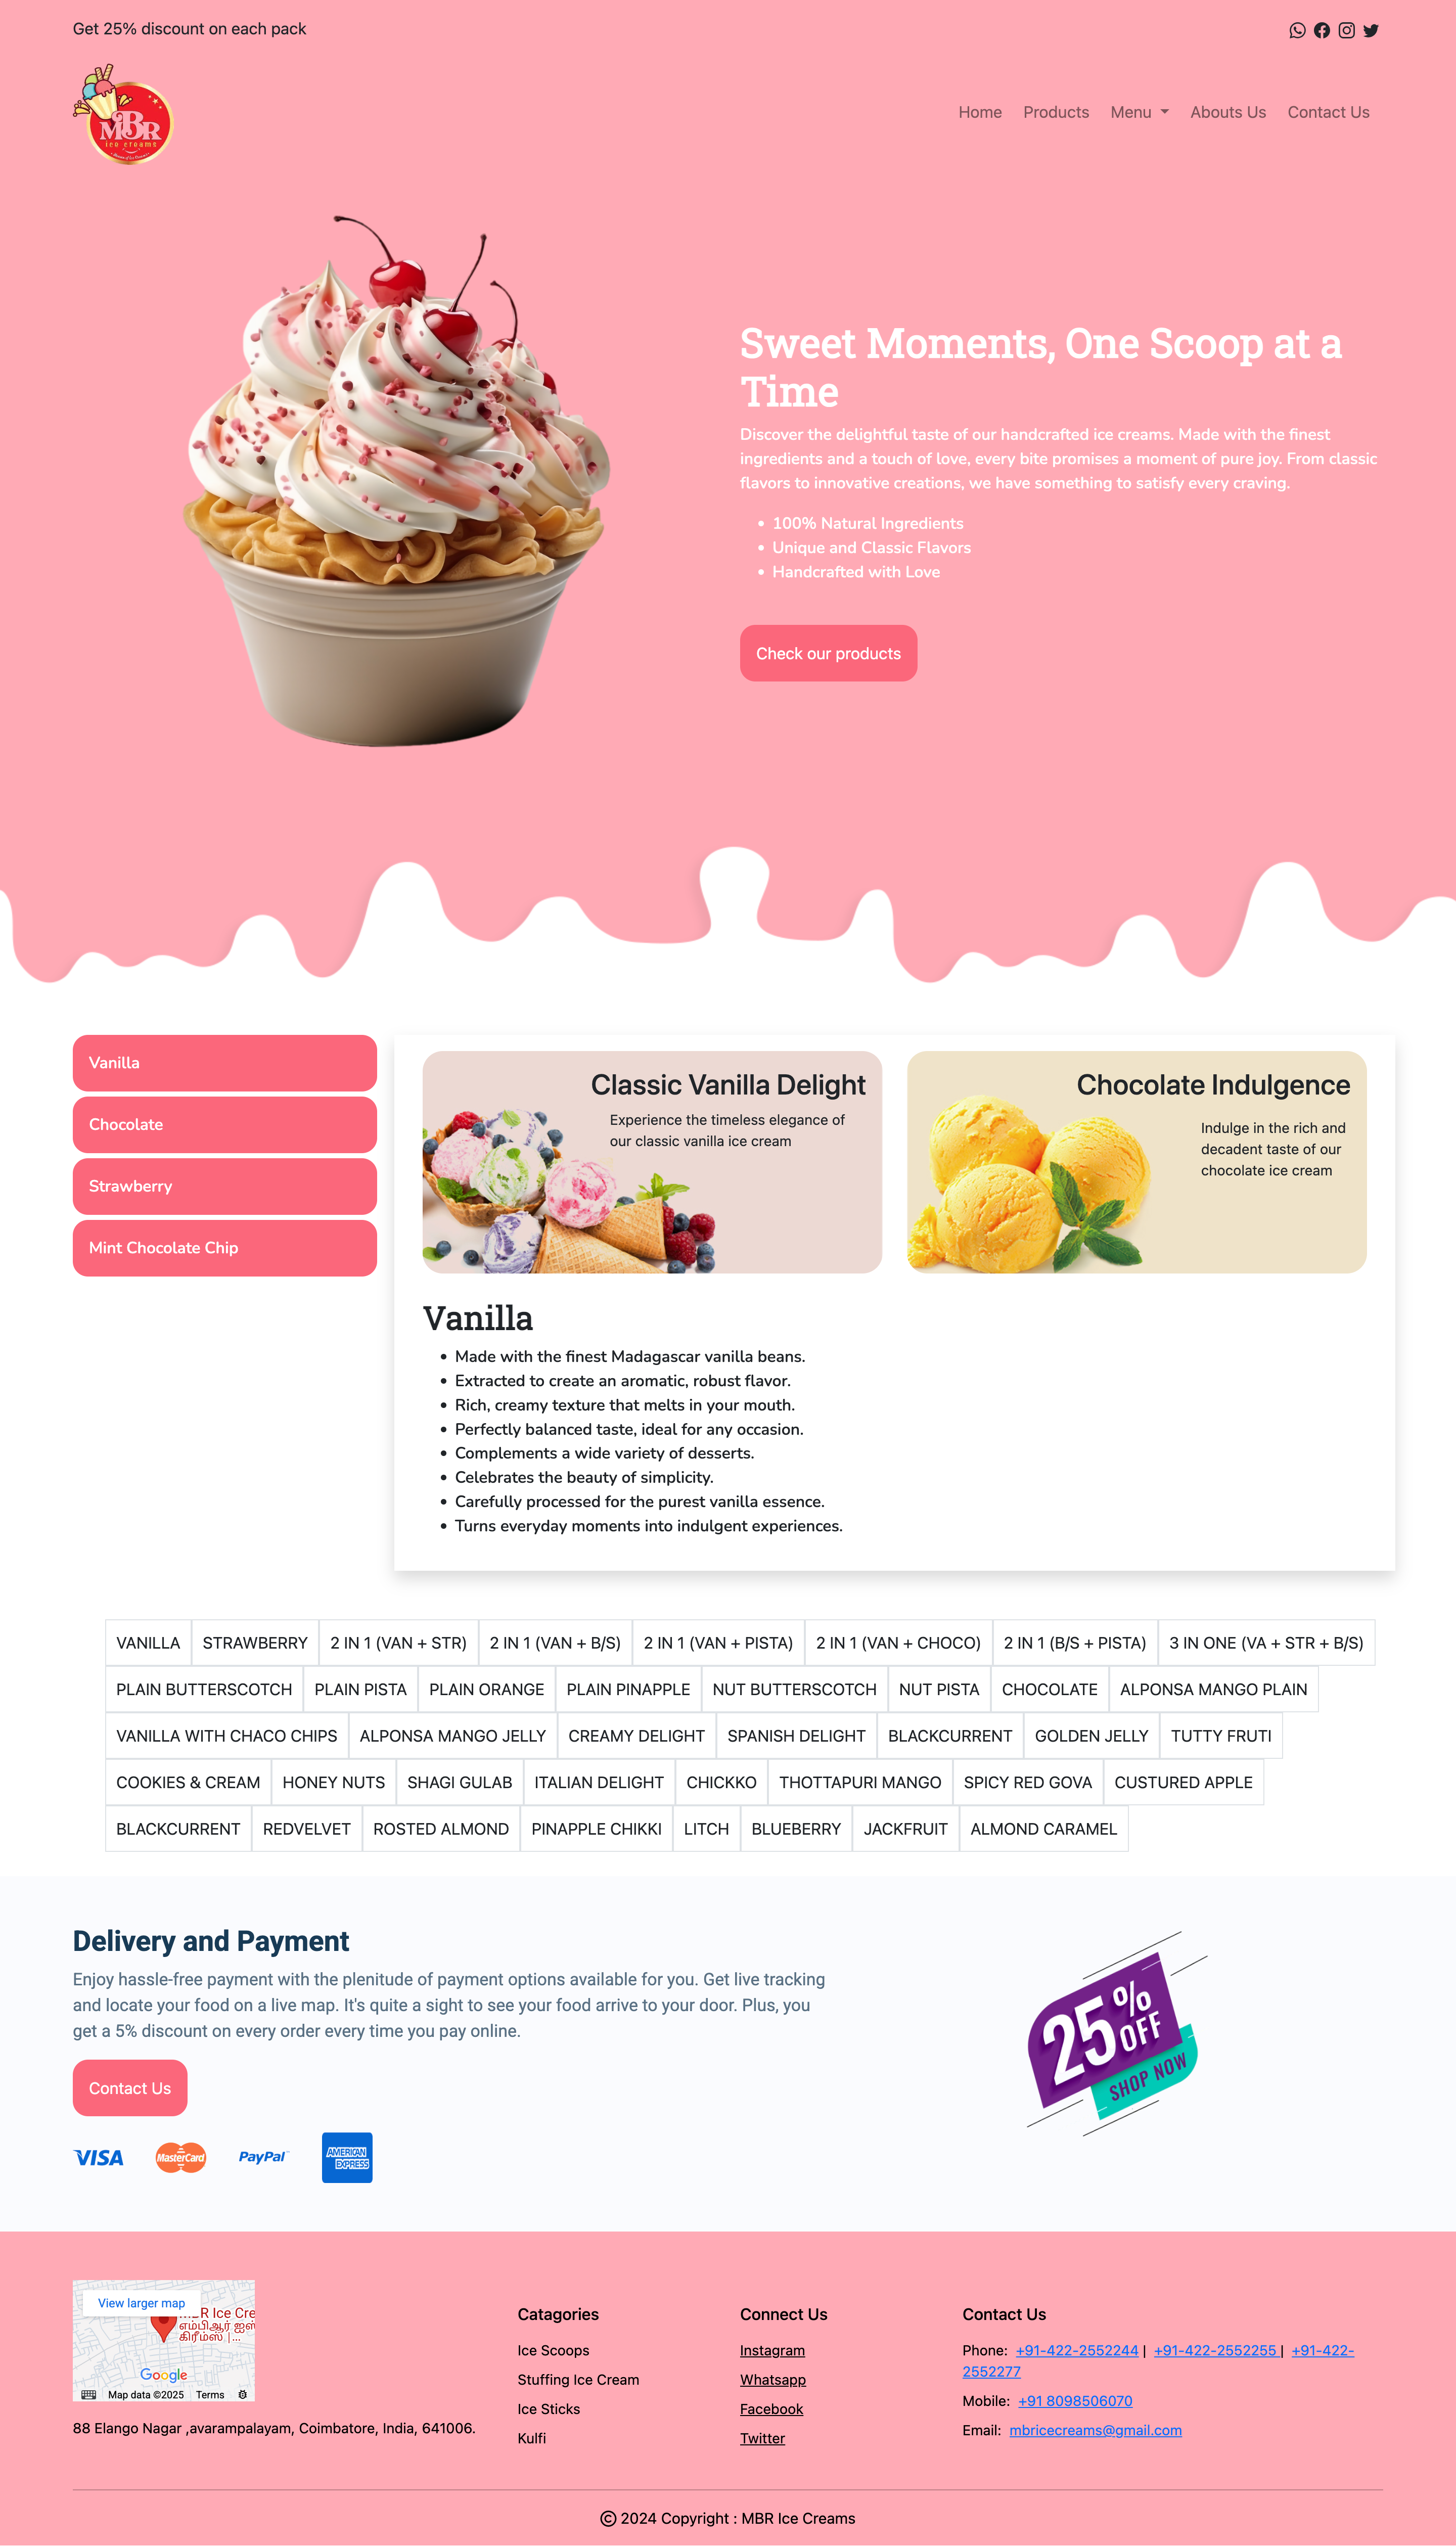 Get 25% discount on each pack
MBR
ice creams
Home Products Menu Abouts Us Contact Us
Sweet Moments, One Scoop at a
Time
Discover the delightful taste of our handcrafted ice creams. Made with the finest
ingredients and a touch of love, every bite promises a moment of pure joy. From classic
flavors to innovative creations, we have something to satisfy every craving.
100% Natural Ingredients
Unique and Classic Flavors
Handcrafted with Love
Check our products
Vanilla
Chocolate
Strawberry
Mint Chocolate Chip
Classic Vanilla Delight
Experience the timeless elegance of
our classic vanilla ice cream
Chocolate Indulgence
Indulge in the rich and
decadent taste of our
chocolate ice cream
Vanilla
Made with the finest Madagascar vanilla beans.
Extracted to create an aromatic, robust flavor.
Rich, creamy texture that melts in your mouth.
Perfectly balanced taste, ideal for any occasion.
Complements a wide variety of desserts.
Celebrates the beauty of simplicity.
Carefully processed for the purest vanilla essence.
Turns everyday moments into indulgent experiences.
VANILLA STRAWBERRY 2 IN 1 (VAN + STR) 2 IN 1 (VAN + B/S) 2 IN 1 (VAN + PISTA) 2 IN 1 (VAN + CHOCO) 2 IN 1 (B/S + PISTA) 3 IN ONE (VA + STR + B/S)
PLAIN BUTTERSCOTCH PLAIN PISTA PLAIN ORANGE PLAIN PINAPPLE NUT BUTTERSCOTCH NUT PISTA CHOCOLATE ALPONSA MANGO PLAIN
VANILLA WITH CHACO CHIPS ALPONSA MANGO JELLY CREAMY DELIGHT SPANISH DELIGHT BLACKCURRENT GOLDEN JELLY TUTTY FRUTI
COOKIES & CREAM HONEY NUTS SHAGI GULAB ITALIAN DELIGHT CHICKKO THOTTAPURI MANGO SPICY RED GOVA CUSTURED APPLE
BLACKCURRENT REDVELVET ROSTED ALMOND PINAPPLE CHIKKI LITCH BLUEBERRY JACKFRUIT ALMOND CARAMEL
Delivery and Payment
Enjoy hassle-free payment with the plenitude of payment options available for you. Get live tracking
and locate your food on a live map. It's quite a sight to see your food arrive to your door. Plus, you
get a 5% discount on every order every time you pay online.
Contact Us
VISA MasterCard PayPal AMERICAN EXPRESS
25% OFF
SHOP NOW
View larger map
MBR Ice Cre
எம்பிஆர் ஐஸ்
கிரீம்ஸ் |...
Google
Map data ©2025 Terms
88 Elango Nagar ,avarampalayam, Coimbatore, India, 641006.
Catagories
Ice Scoops
Stuffing Ice Cream
Ice Sticks
Kulfi
Connect Us
Instagram
Whatsapp
Facebook
Twitter
Contact Us
Phone: +91-422-2552244 | +91-422-2552255 | +91-422-
2552277
Mobile: +91 8098506070
Email: mbricecreams@gmail.com
© 2024 Copyright : MBR Ice Creams